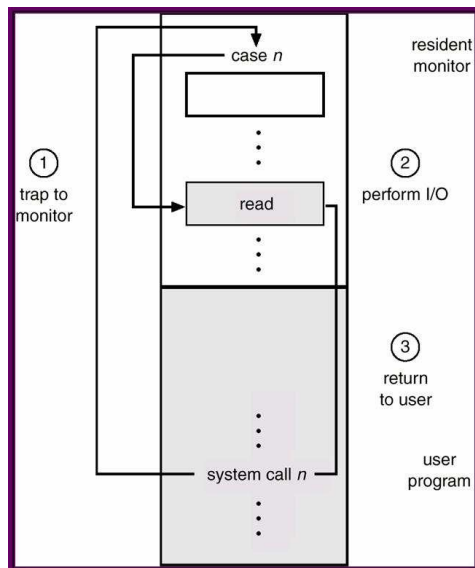 case n
resident
monitor
1
trap to
monitor
read
2
perform I/O
3
return
to user
system call n
user
program